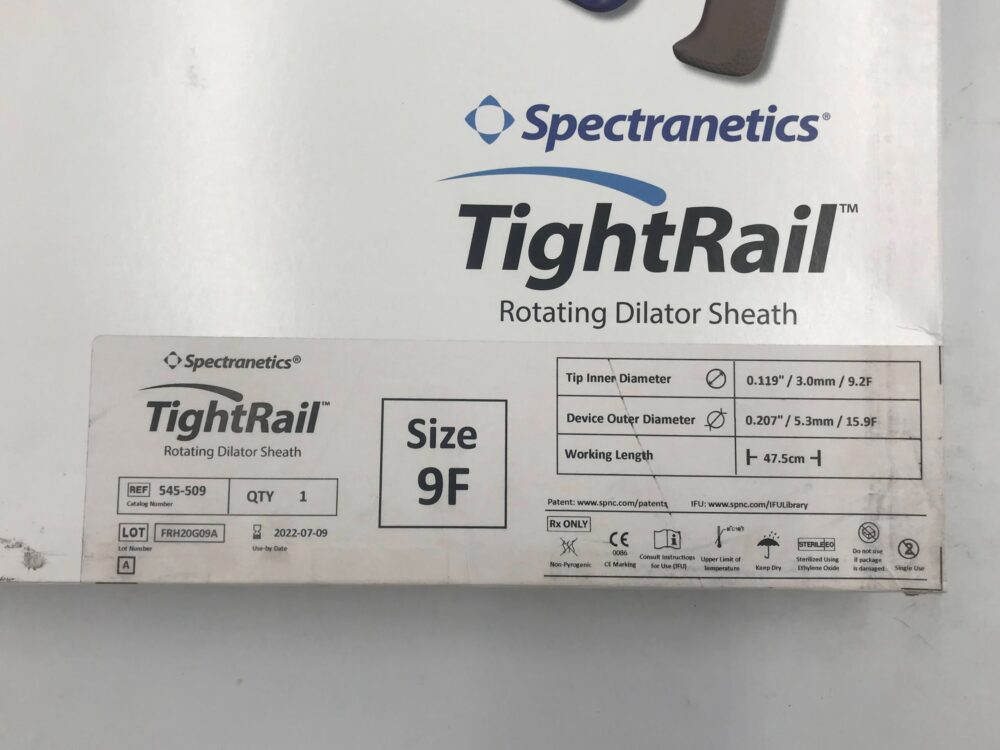 Spectranetics®
TightRail™
Rotating Dilator Sheath
Spectranetics®
TightRail™
Rotating Dilator Sheath
REF 545-509
Catalog Number
QTY 1
LOT FRH20G09A
Lot Number
2022-07-09
Use-by Date
A
Size
9F
Tip Inner Diameter 0.119" / 3.0mm / 9.2F
Device Outer Diameter 0.207" / 5.3mm / 15.9F
Working Length 47.5cm
Patent: www.spnc.com/patents IFU: www.spnc.com/IFULibrary
Rx ONLY
Non-Pyrogenic
CE
0086
CE Marking
Consult Instructions
for Use (IFU)
Upper Limit of
Temperature
Keep Dry
STERILE EO
Sterilized Using
Ethylene Oxide
Do not use
if package
is damaged
2
Single Use